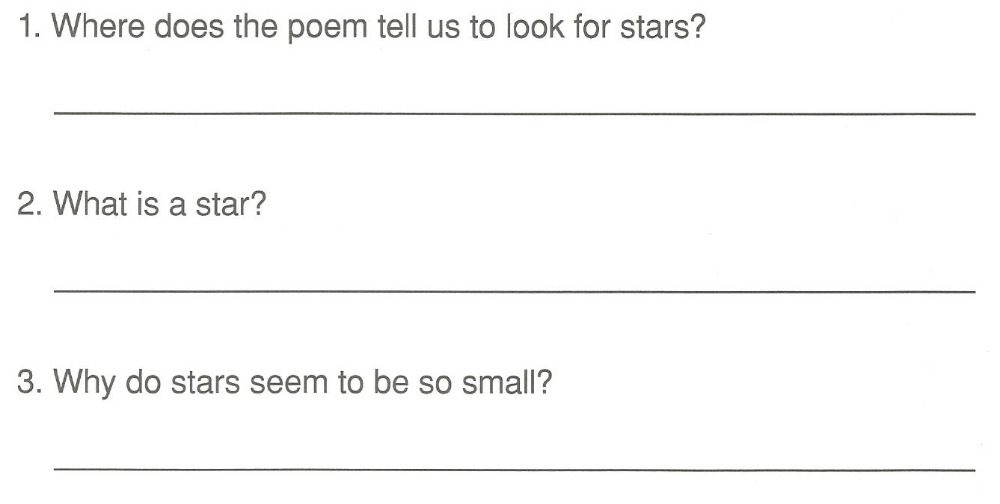 1. Where does the poem tell us to look for stars?
2. What is a star?
3. Why do stars seem to be so small?